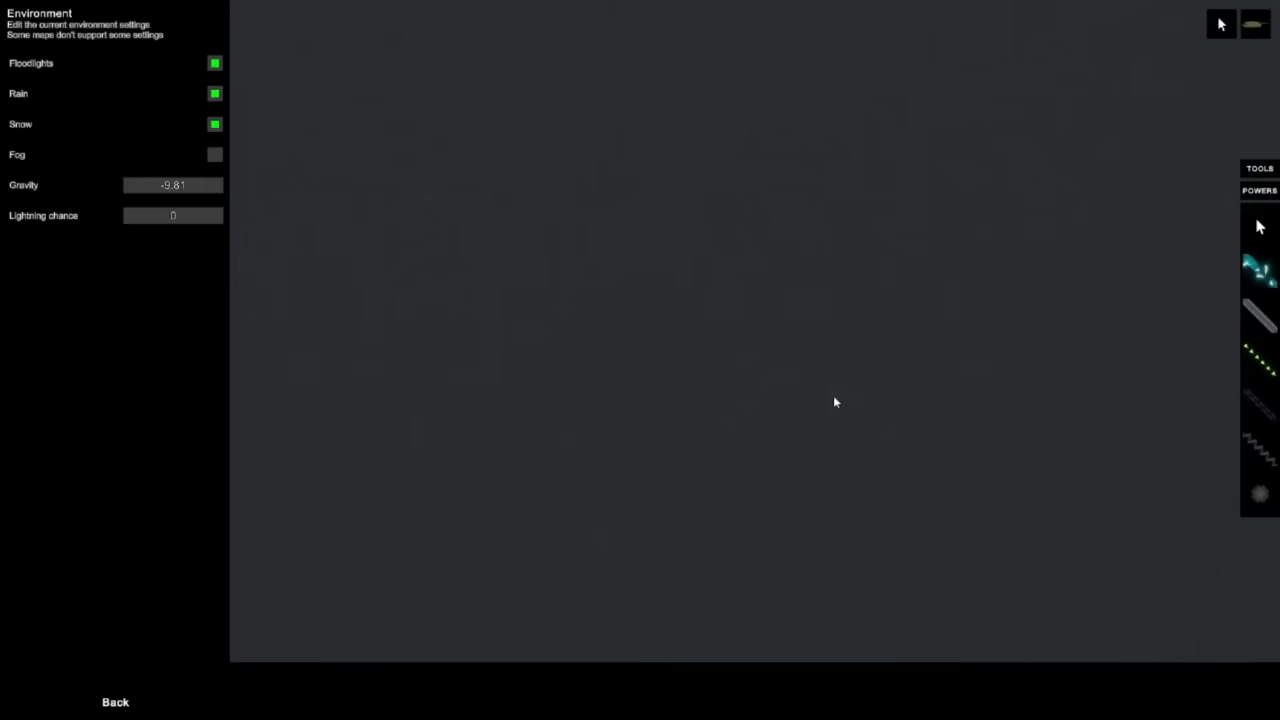 Environment
Edit the current environment settings
Some maps don't support some settings
Floodlights
Rain
Snow
Fog
Gravity -9.81
Lightning chance 0
TOOLS
POWERS
Back